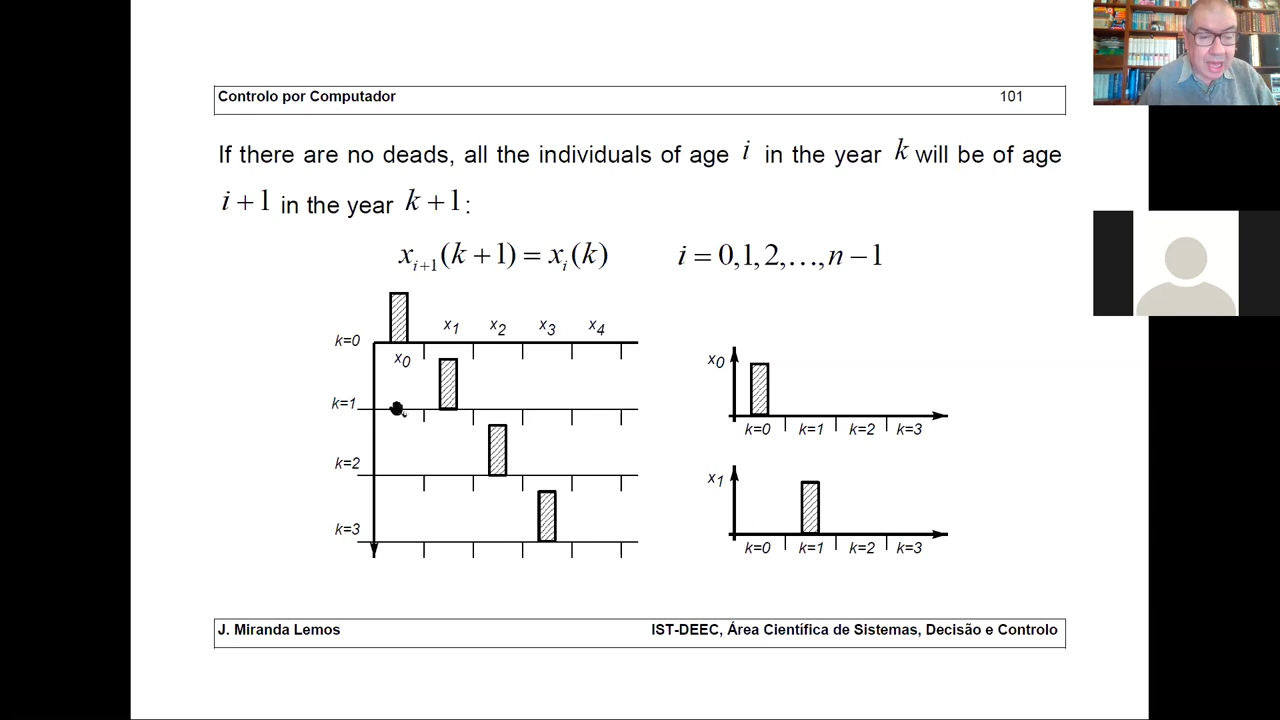 Controlo por Computador 101
If there are no deads, all the individuals of age i in the year k will be of age
i + 1 in the year k + 1 :
x_{i+1}(k + 1) = x_i(k) i = 0,1,2,…,n − 1
k=0 x1 x2 x3 x4
x0
k=1
k=2
k=3
x0
k=0 k=1 k=2 k=3
x1
k=0 k=1 k=2 k=3
J. Miranda Lemos IST-DEEC, Área Científica de Sistemas, Decisão e Controlo